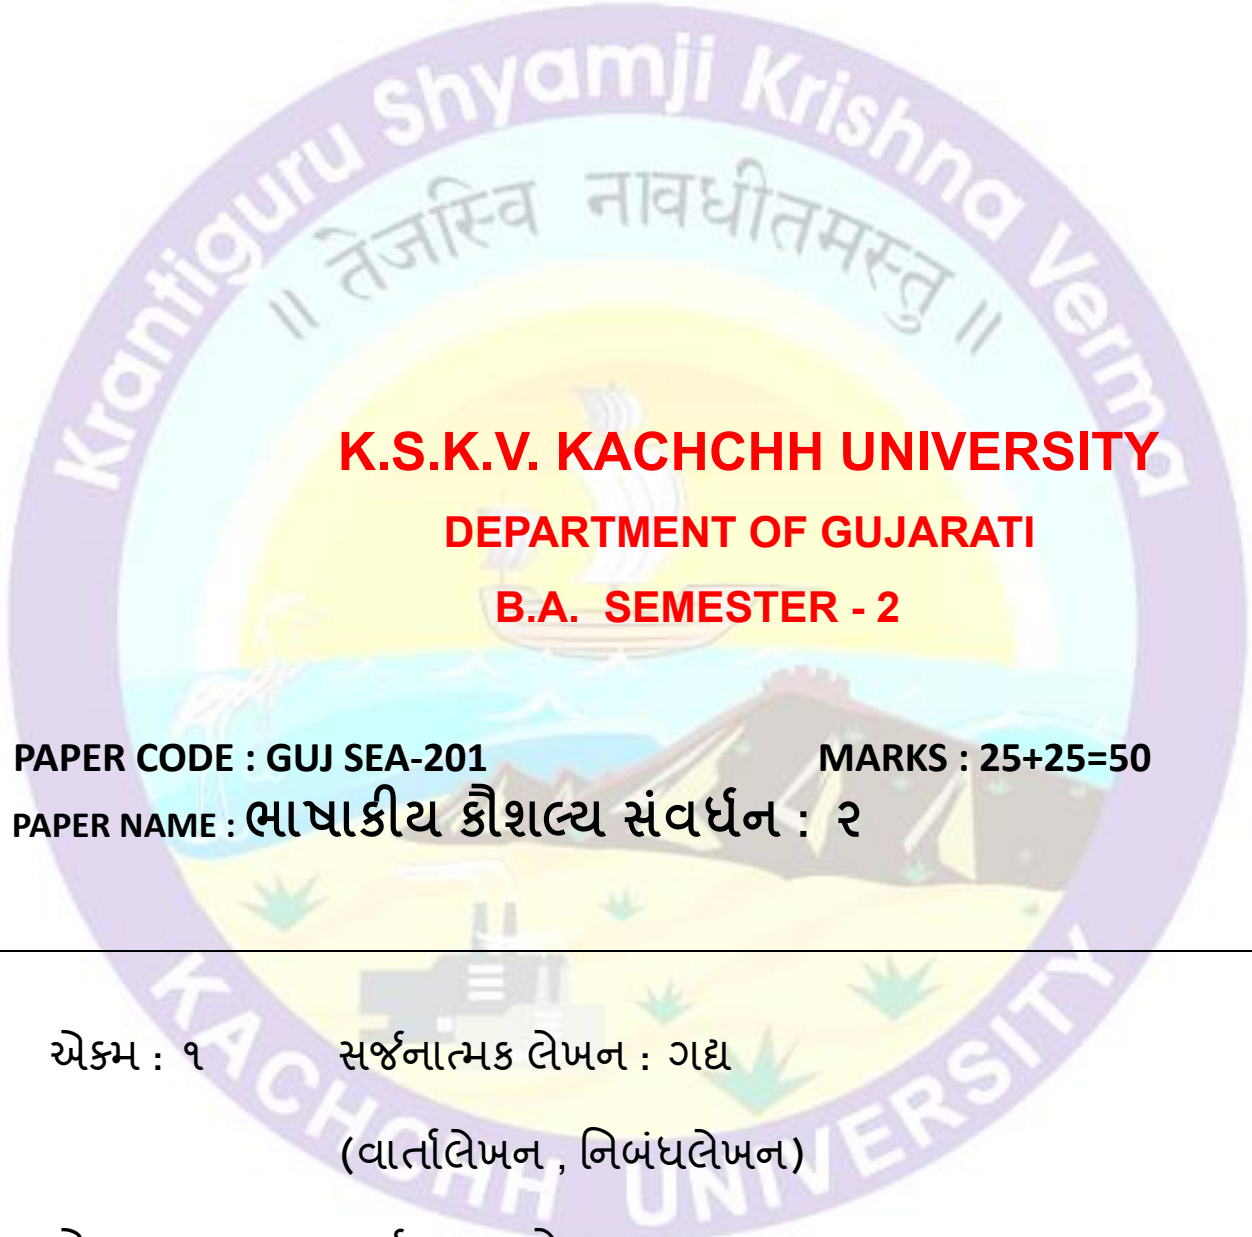 Krantiguru Shyamji Krishna Verma
॥ तेजस्वि नावधीतमस्तु ॥
K.S.K.V. KACHCHH UNIVERSITY
DEPARTMENT OF GUJARATI
B.A. SEMESTER - 2
PAPER CODE : GUJ SEA-201 MARKS : 25+25=50
PAPER NAME : ભાષાકીય કૌશલ્ય સંવર્ધન : ૨
એકમ : ૧ સર્જનાત્મક લેખન : ગદ્ય
(વાર્તાલેખન , નિબંધલેખન)
KACHCHH UNIVERSITY